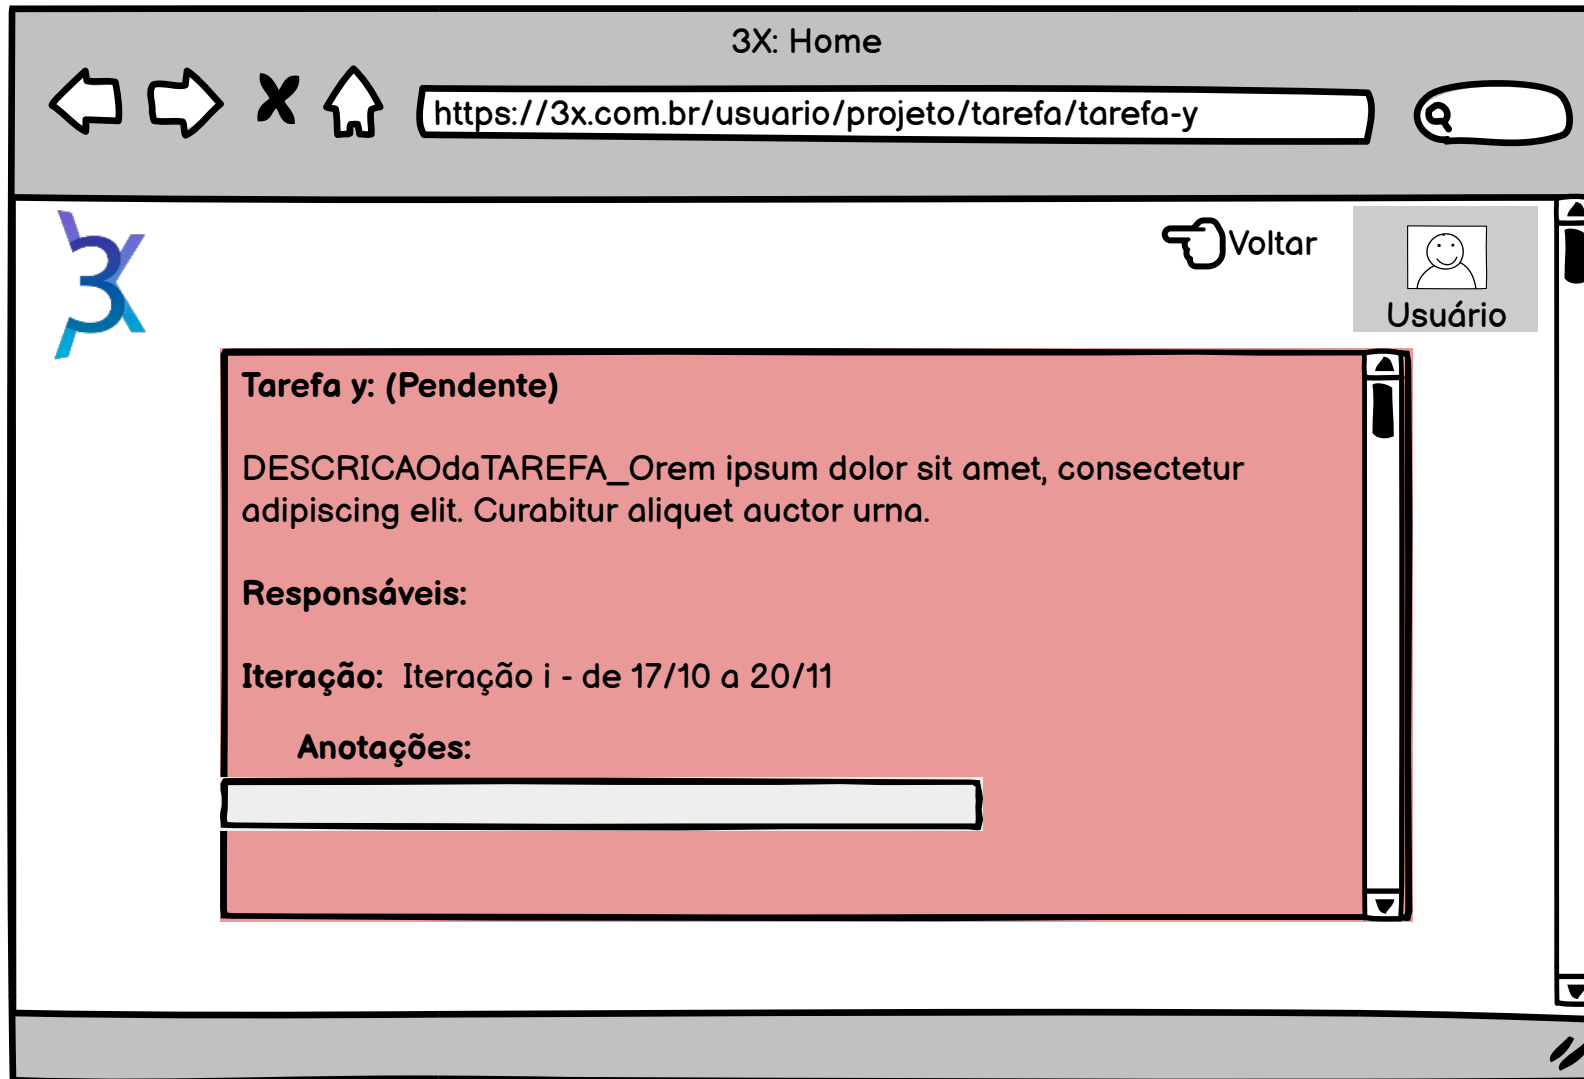 3X: Home
https://3x.com.br/usuario/projeto/tarefa/tarefa-y
3X
Voltar
Usuário
Tarefa y: (Pendente)
DESCRICAOdaTAREFA_Orem ipsum dolor sit amet, consectetur
adipiscing elit. Curabitur aliquet auctor urna.
Responsáveis:
Iteração: Iteração i - de 17/10 a 20/11
Anotações: